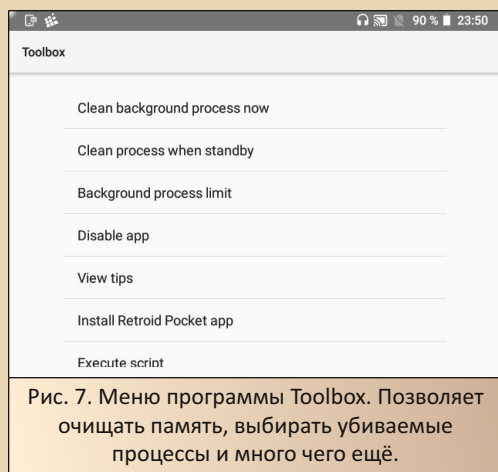 90 % 23:50
Toolbox
Clean background process now
Clean process when standby
Background process limit
Disable app
View tips
Install Retroid Pocket app
Execute script
Рис. 7. Меню программы Toolbox. Позволяет
очищать память, выбирать убиваемые
процессы и много чего ещё.